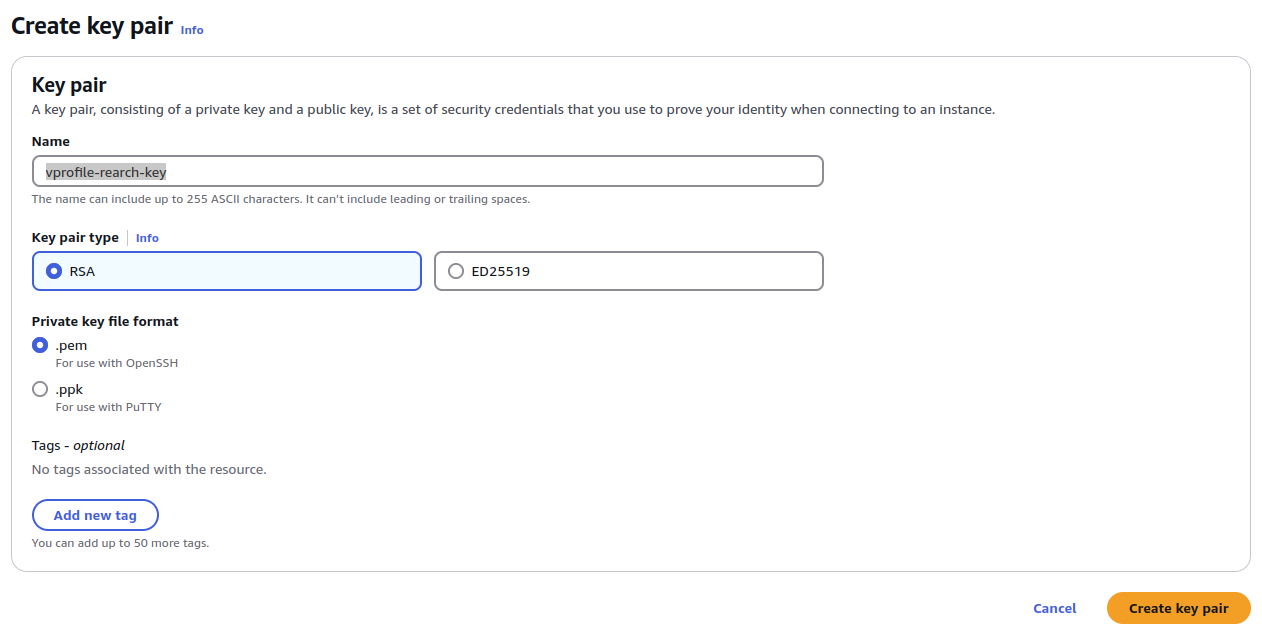 Create key pair Info
Key pair
A key pair, consisting of a private key and a public key, is a set of security credentials that you use to prove your identity when connecting to an instance.
Name
vprofile-rearch-key
The name can include up to 255 ASCII characters. It can't include leading or trailing spaces.
Key pair type Info
RSA ED25519
Private key file format
.pem
For use with OpenSSH
.ppk
For use with PuTTY
Tags - optional
No tags associated with the resource.
Add new tag
You can add up to 50 more tags.
Cancel Create key pair